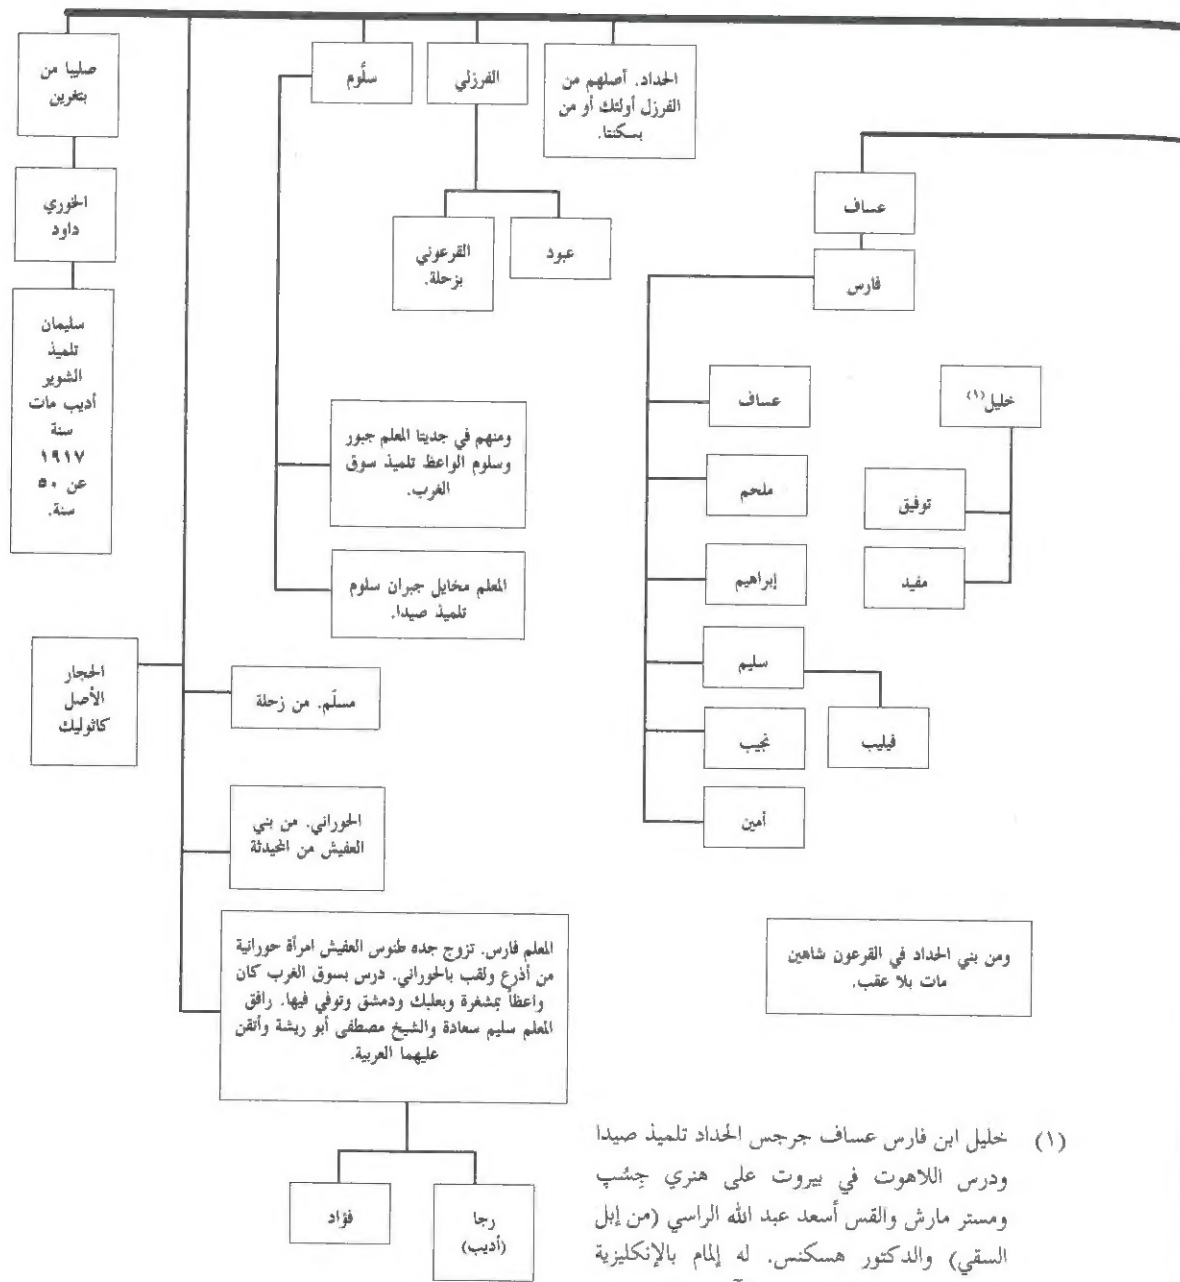 الحداد. أصلهم من
الفرزل أولئك أو من
بسكنتا.
الفرزلي
سلّوم
صليبا من
بتغرين
عساف
فارس
الخوري
داود
عبود
القرعوني
بزحلة.
سليمان
تلميذ
الشوير
أديب مات
سنة
١٩١٧
عن ٥٠
سنة.
خليل (١)
توفيق
مفيد
عساف
ملحم
إبراهيم
سليم
نجيب
أمين
فيليب
ومنهم في جديتا المعلم جبور
وسلوم الواعظ تلميذ سوق
الغرب.
المعلم مخايل جبران سلوم
تلميذ صيدا.
الحجار
الأصل
كاثوليك
مسلّم. من زحلة
الحوراني. من بني
العفيش من المحيدثة
المعلم فارس. تزوج جده طنوس العفيش امرأة حورانية
من أذرع ولقب بالحوراني. درس بسوق الغرب كان
واعظاً بمشغرة وبعلبك ودمشق وتوفي فيها. رافق
المعلم سليم سعادة والشيخ مصطفى أبو ريشة وأتقن
عليهما العربية.
رجا
(أديب)
فؤاد
ومن بني الحداد في القرعون شاهين
مات بلا عقب.
(١) خليل ابن فارس عساف جرجس الحداد تلميذ صيدا
ودرس اللاهوت في بيروت على هنري جِسُپ
ومستر مارش والقس أسعد عبد الله الراسي (من إبل
السقي) والدكتور هسكنس. له إلمام بالإنكليزية